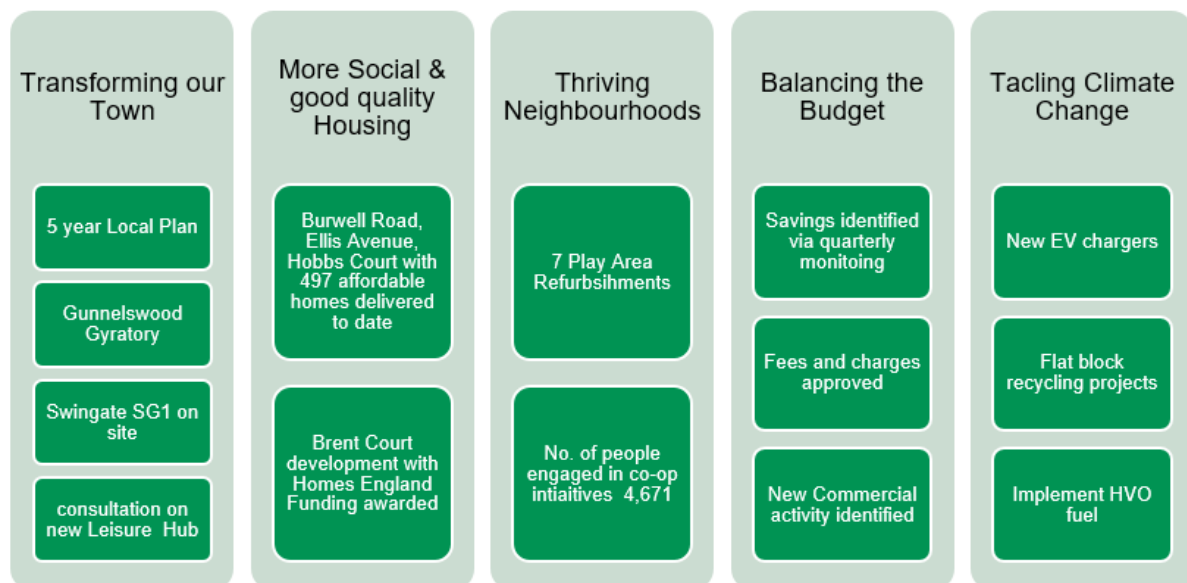 Transforming our
Town
5 year Local Plan
Gunnelswood
Gyratory
Swingate SG1 on
site
consultation on
new Leisure Hub
More Social &
good quality
Housing
Burwell Road,
Ellis Avenue,
Hobbs Court with
497 affordable
homes delivered
to date
Brent Court
development with
Homes England
Funding awarded
Thriving
Neighbourhoods
7 Play Area
Refurbsihments
No. of people
engaged in co-op
intiaitives 4,671
Balancing the
Budget
Savings identified
via quarterly
monitoing
Fees and charges
approved
New Commercial
activity identified
Tacling Climate
Change
New EV chargers
Flat block
recycling projects
Implement HVO
fuel